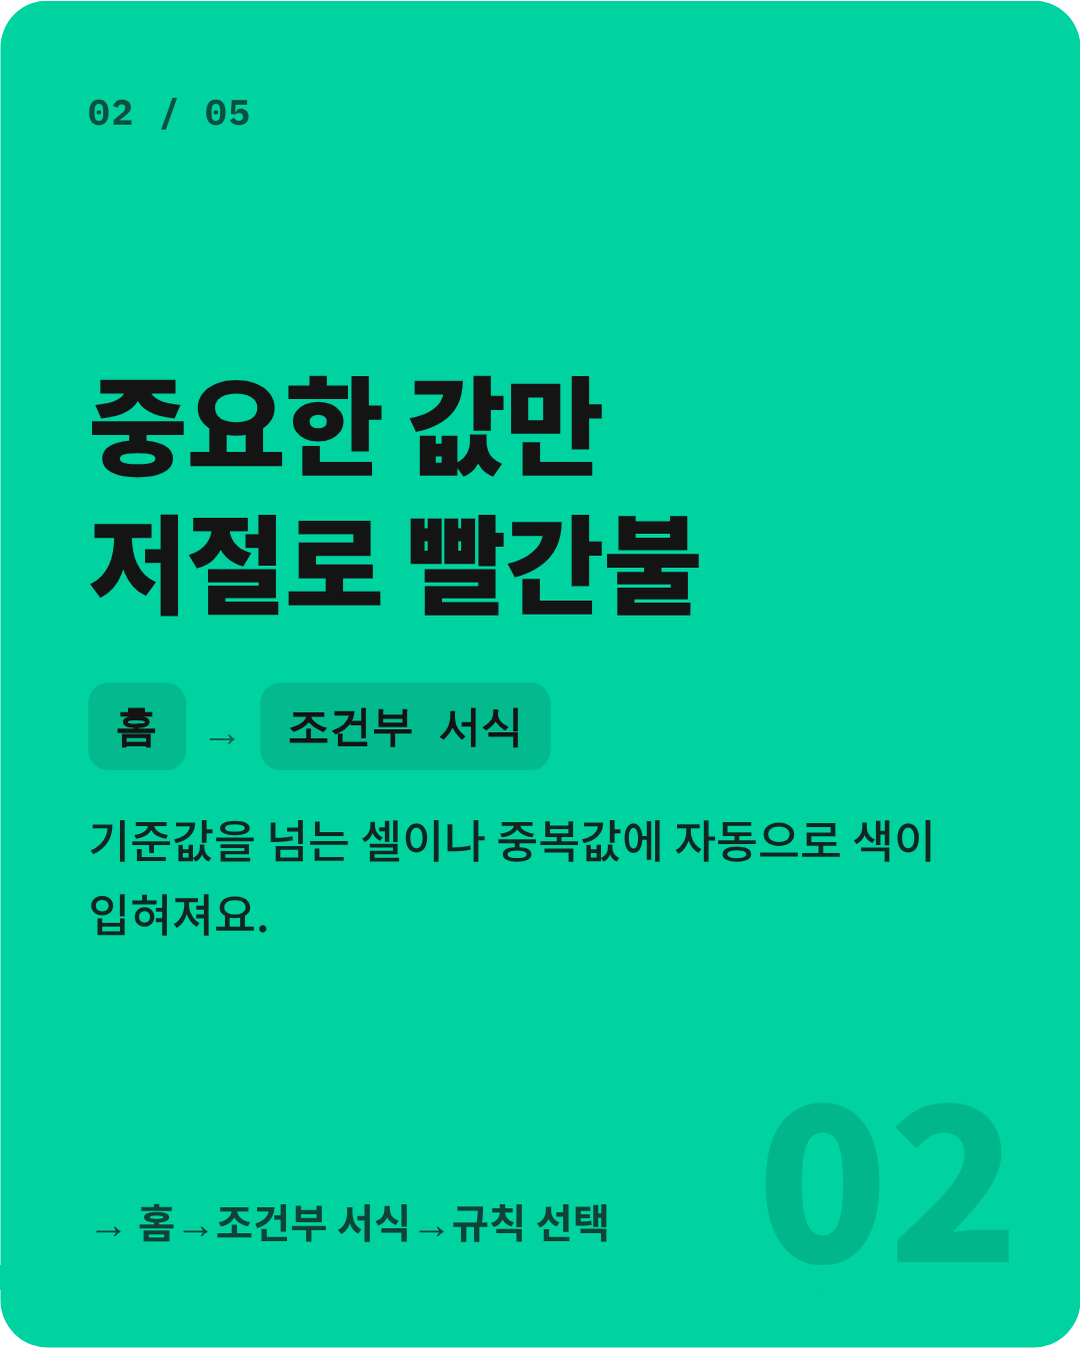 02 / 05
중요한 값만
저절로 빨간불
홈 → 조건부 서식
기준값을 넘는 셀이나 중복값에 자동으로 색이
입혀져요.
→ 홈→조건부 서식→규칙 선택
02